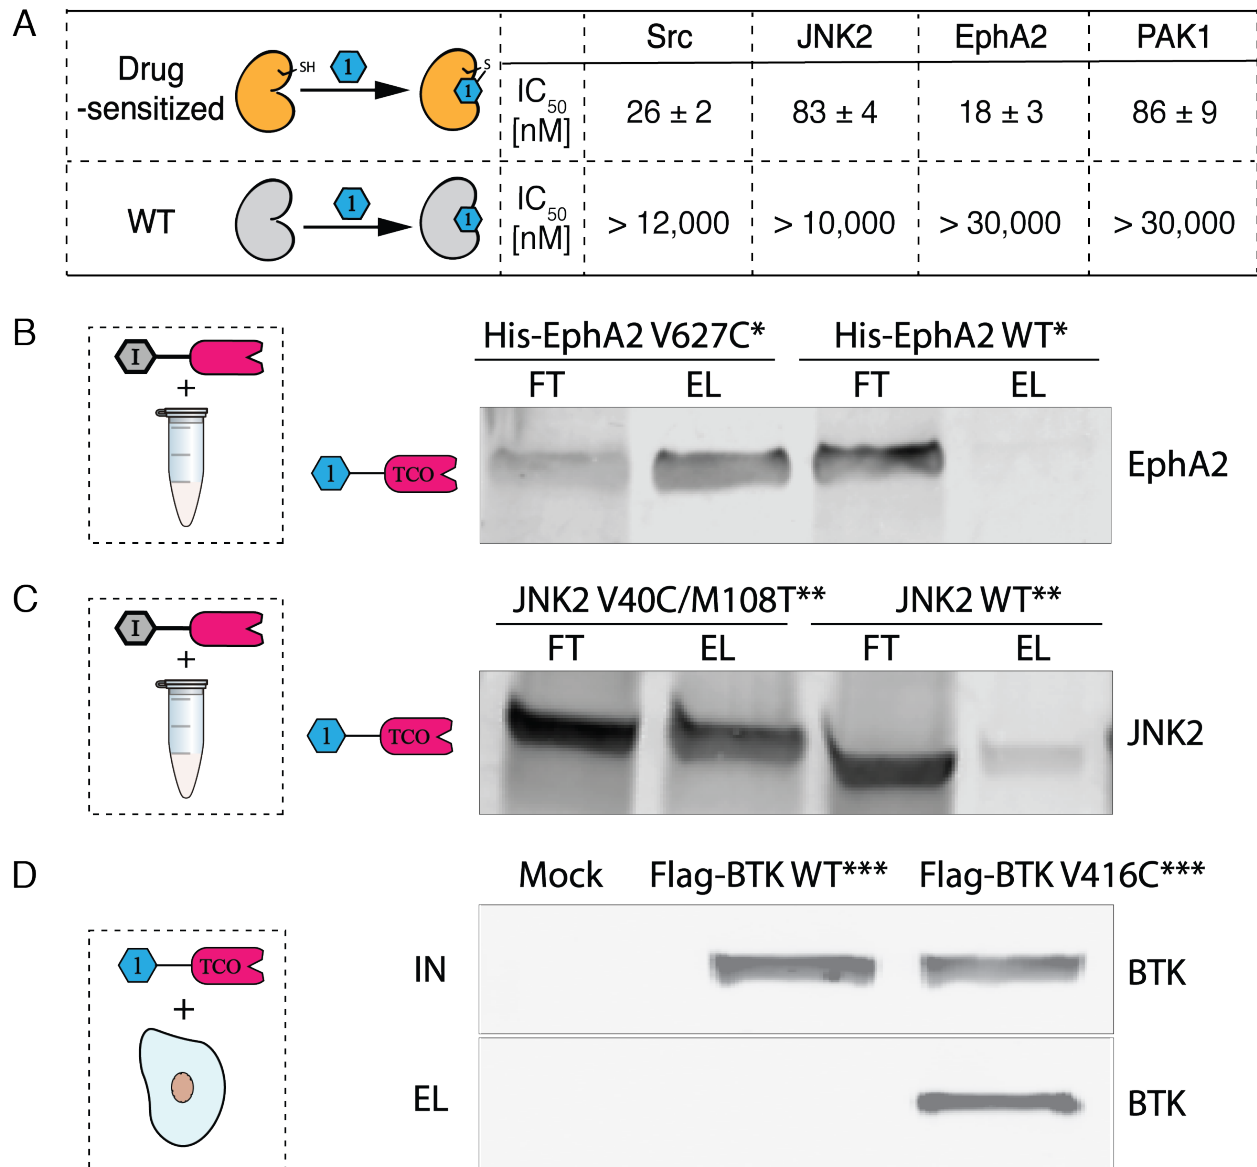 A
Src JNK2 EphA2 PAK1
Drug
-sensitized
SH 1 S 1
IC50
[nM]
26 ± 2 83 ± 4 18 ± 3 86 ± 9
WT
1 1
IC50
[nM]
> 12,000 > 10,000 > 30,000 > 30,000
B
His-EphA2 V627C* His-EphA2 WT*
FT EL FT EL
I
+
1 TCO
EphA2
C
JNK2 V40C/M108T** JNK2 WT**
FT EL FT EL
I
+
1 TCO
JNK2
D
Mock Flag-BTK WT*** Flag-BTK V416C***
1 TCO
+
IN BTK
EL BTK